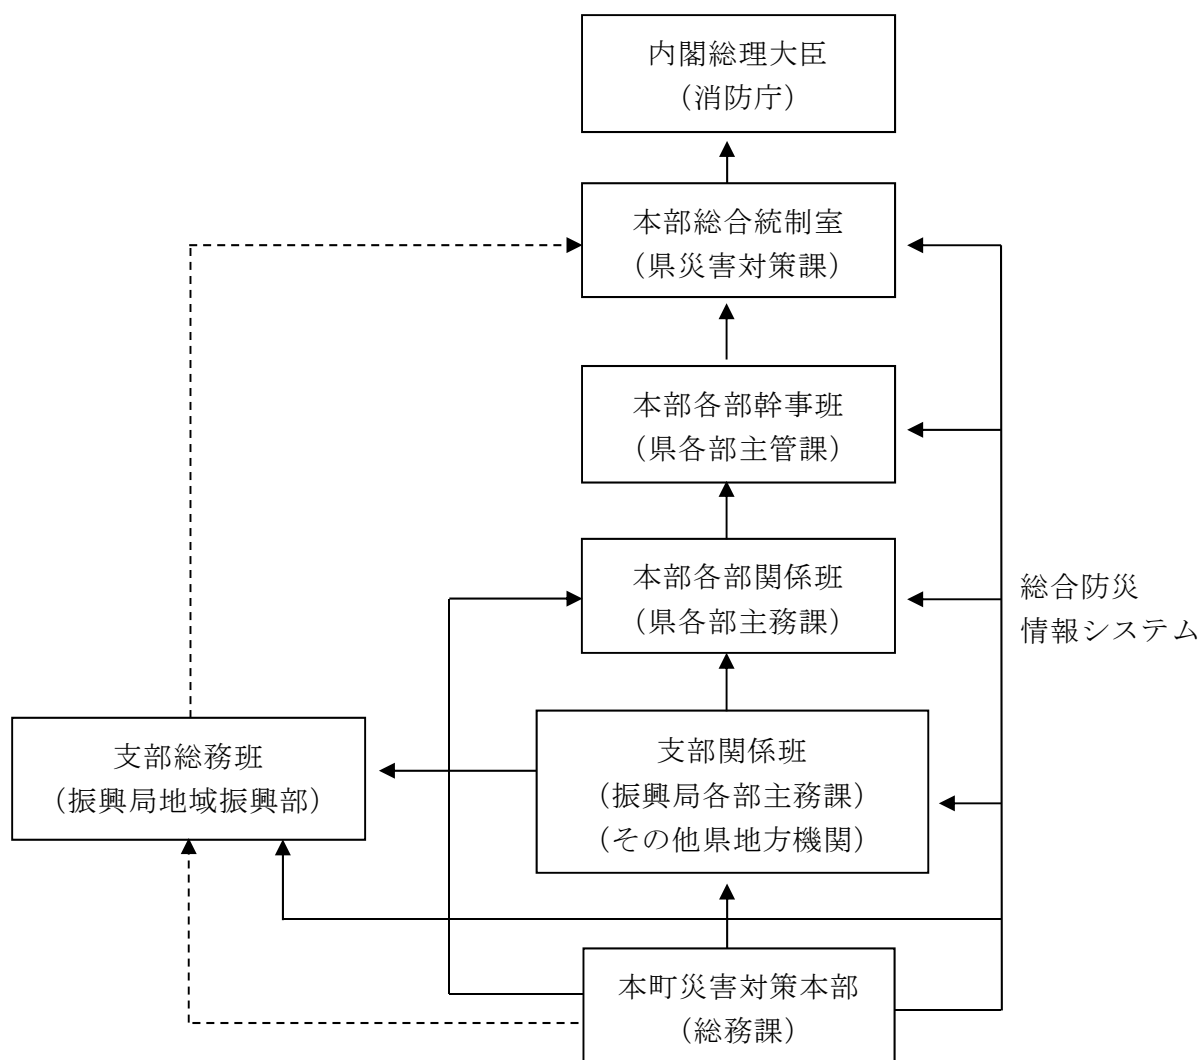 内閣総理大臣
（消防庁）
本部総合統制室
（県災害対策課）
本部各部幹事班
（県各部主管課）
本部各部関係班
（県各部主務課）
総合防災
情報システム
支部総務班
（振興局地域振興部）
支部関係班
（振興局各部主務課）
（その他県地方機関）
本町災害対策本部
（総務課）